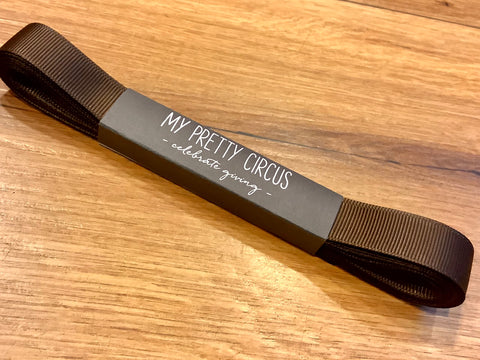 MY PRETTY CIRCUS
- celebrate giving -